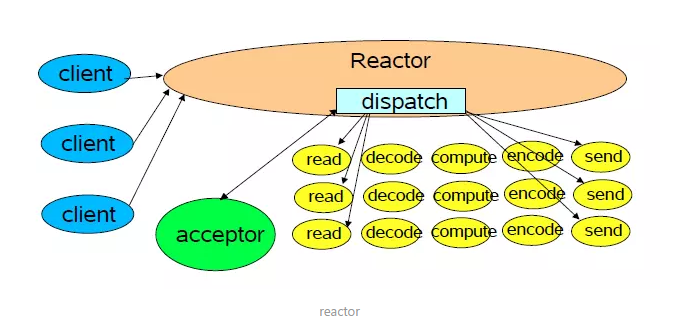 Reactor
client
dispatch
client
read decode compute encode send
read decode compute encode send
client
acceptor
read decode compute encode send
reactor